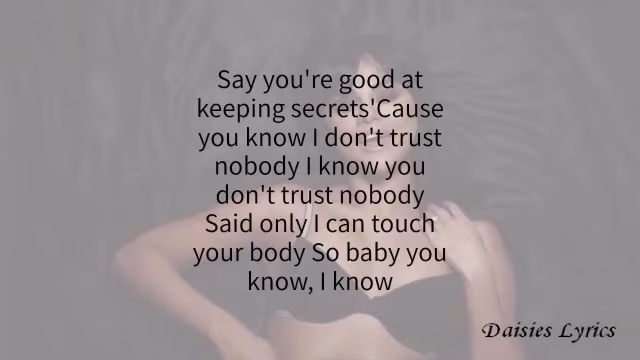 Say you're good at
keeping secrets'Cause
you know I don't trust
nobody I know you
don't trust nobody
Said only I can touch
your body So baby you
know, I know
Daisies Lyrics